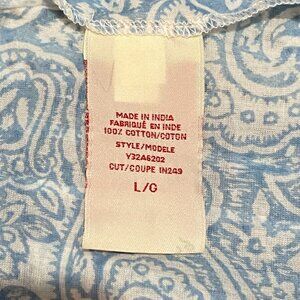 MADE IN INDIA
FABRIQUÉ EN INDE
100% COTTON/COTON
STYLE/MODELE
Y32A6202
CUT/COUPE IN249
L/G